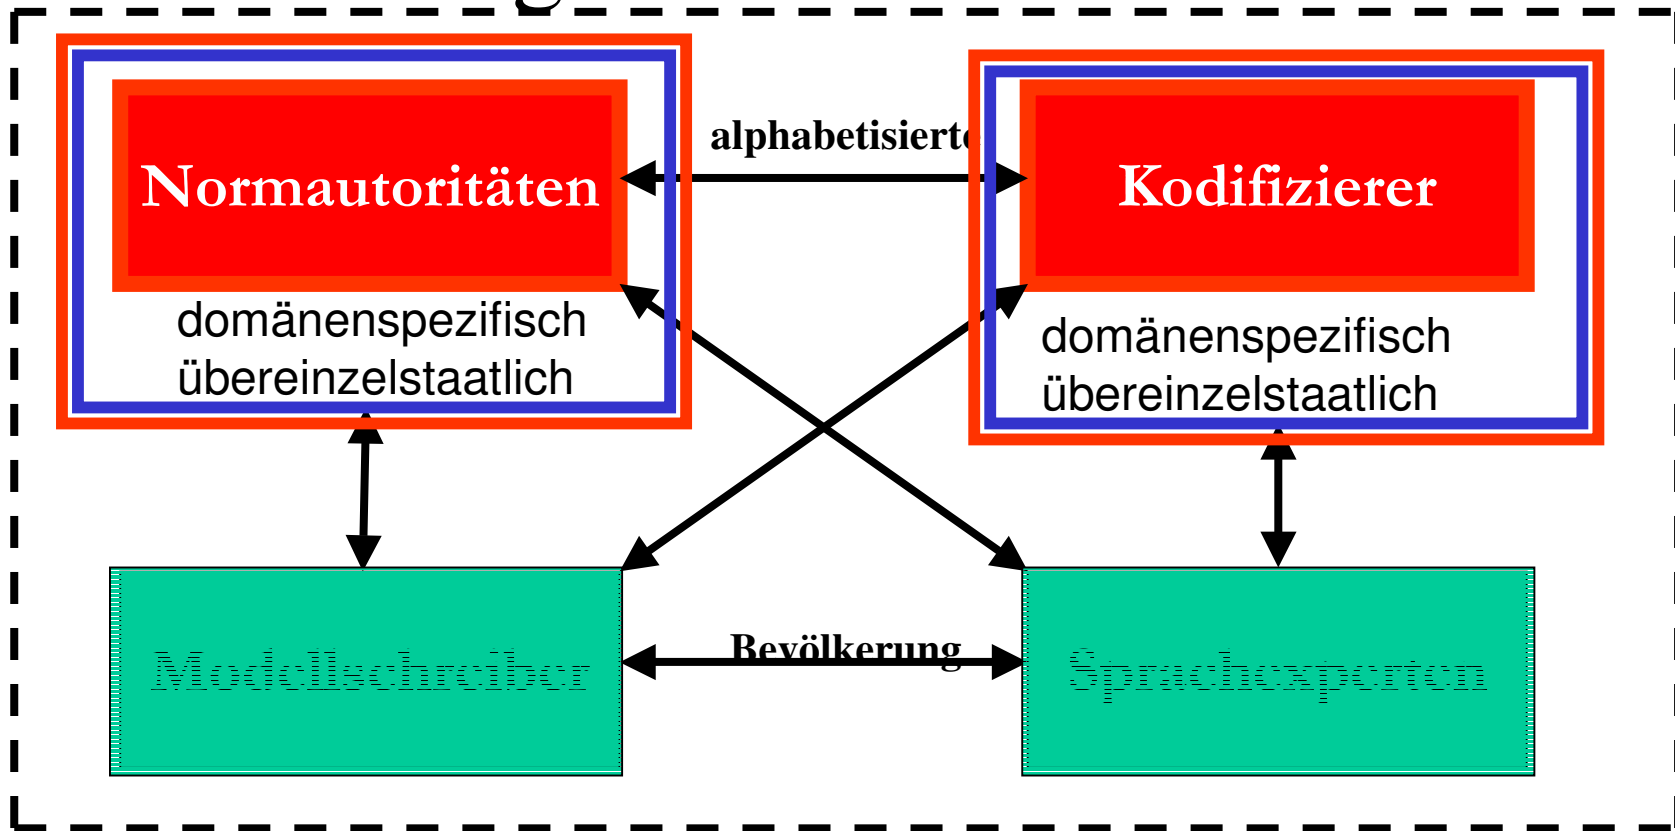 alphabetisierte
Normautoritäten
Kodifizierer
domänenspezifisch
übereinzelstaatlich
domänenspezifisch
übereinzelstaatlich
Bevölkerung
Modellschreiber
Sprachexperten